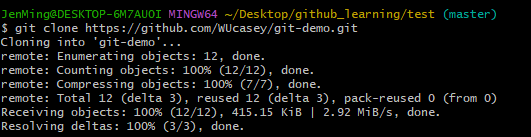 JenMing@DESKTOP-6M7AUOI MINGW64 ~/Desktop/github_learning/test (master)
$ git clone https://github.com/WUcasey/git-demo.git
Cloning into 'git-demo'...
remote: Enumerating objects: 12, done.
remote: Counting objects: 100% (12/12), done.
remote: Compressing objects: 100% (7/7), done.
remote: Total 12 (delta 3), reused 12 (delta 3), pack-reused 0 (from 0)
Receiving objects: 100% (12/12), 415.15 KiB | 2.92 MiB/s, done.
Resolving deltas: 100% (3/3), done.